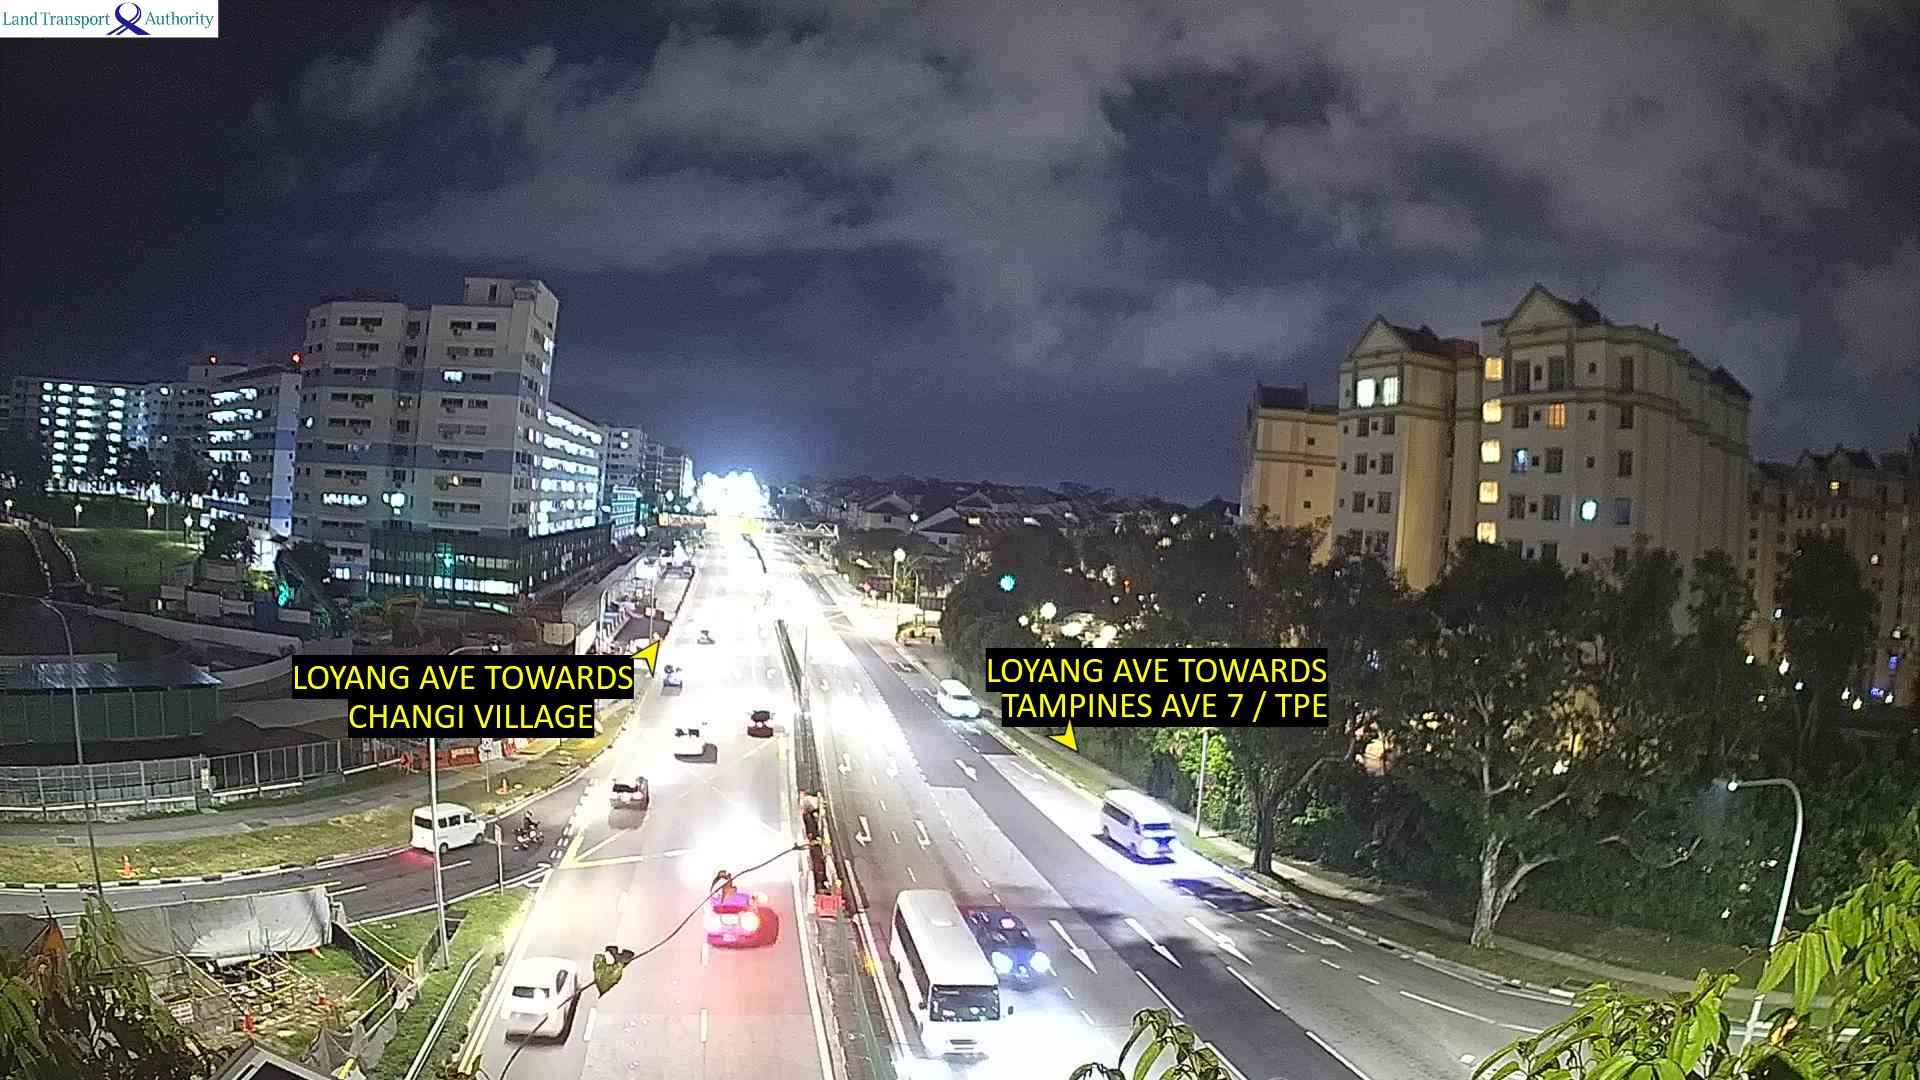 Land Transport Authority
LOYANG AVE TOWARDS
CHANGI VILLAGE
LOYANG AVE TOWARDS
TAMPINES AVE 7 / TPE